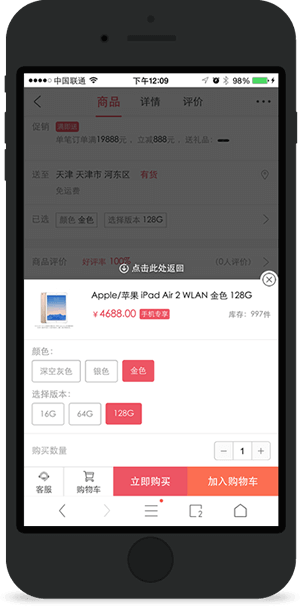 中国联通 下午12:09 98%
商品 详情 评价
促销 满就送
单笔订单满19888元，立减888元，送礼品：
送至 天津 天津市 河东区 有货
免运费
已选 颜色 金色 选择版本 128G
商品评价 好评率 100% (0人评价)
点击此处返回
Apple/苹果 iPad Air 2 WLAN 金色 128G
￥4688.00 手机专享 库存：997件
颜色:
深空灰色 银色 金色
选择版本:
16G 64G 128G
购买数量 − 1 +
客服 购物车 立即购买 加入购物车
2